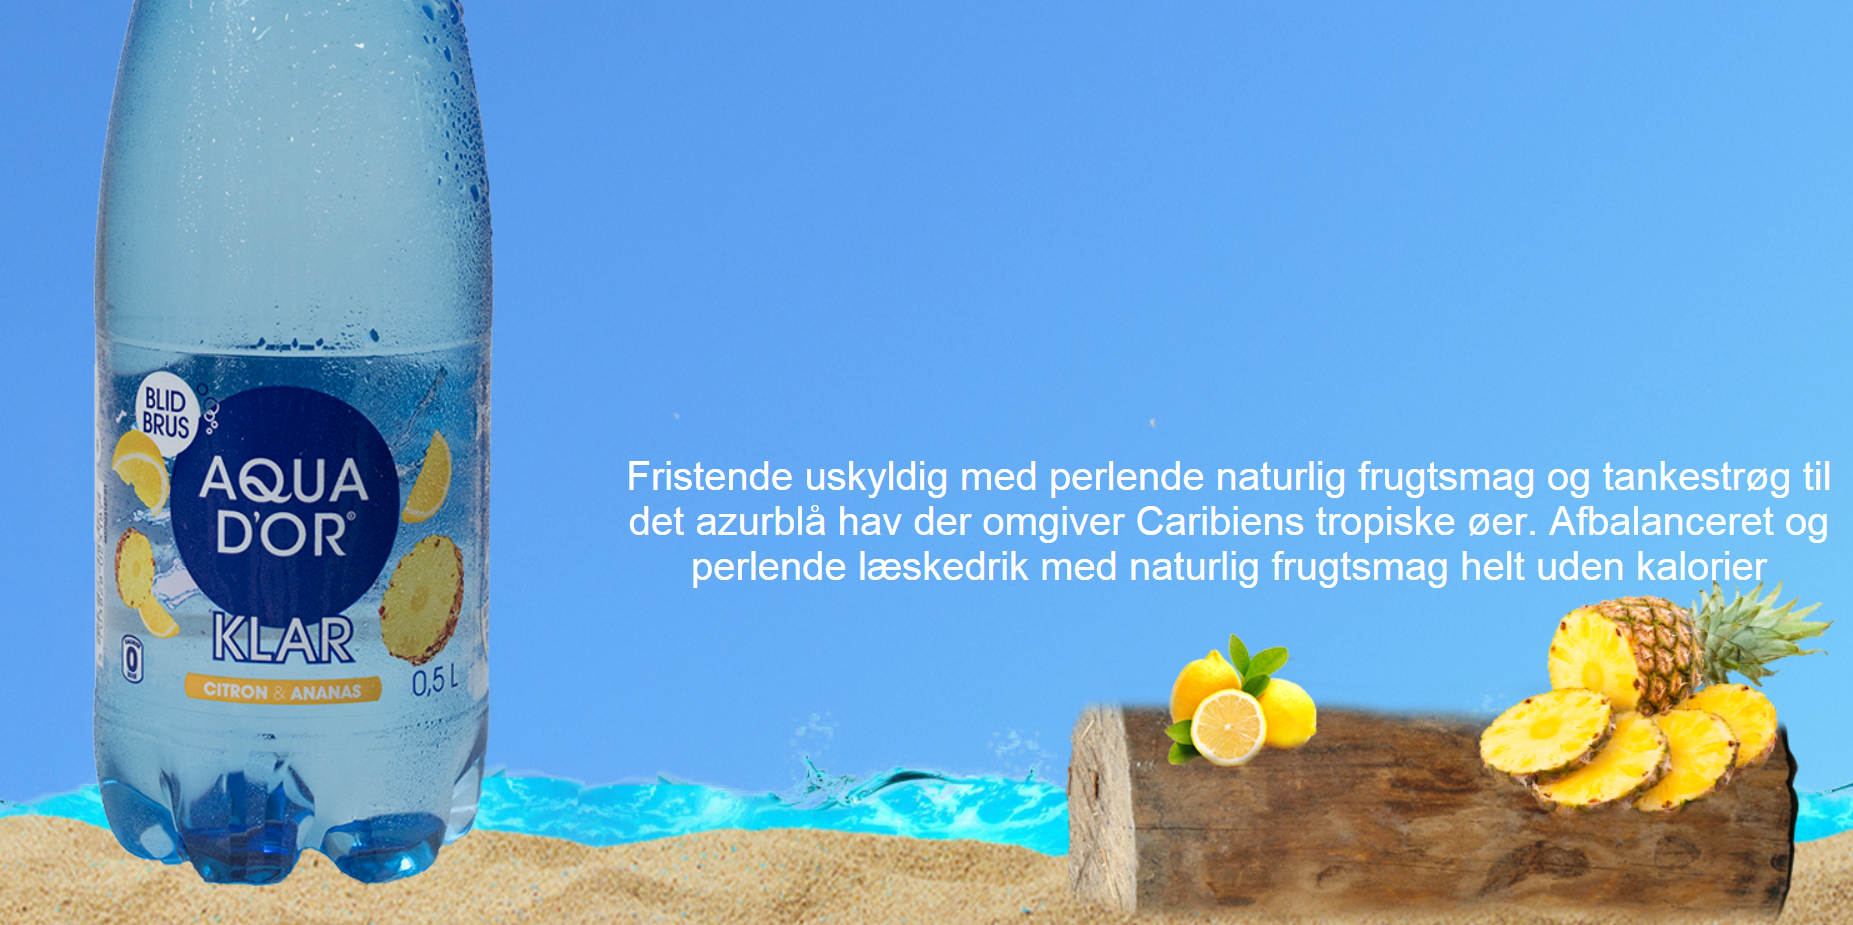 BLID
BRUS
AQUA
D'OR®
KLAR
CITRON & ANANAS
0,5 L
0
Fristende uskyldig med perlende naturlig frugtsmag og tankestrøg til
det azurblå hav der omgiver Caribiens tropiske øer. Afbalanceret og
perlende læskedrik med naturlig frugtsmag helt uden kalorier